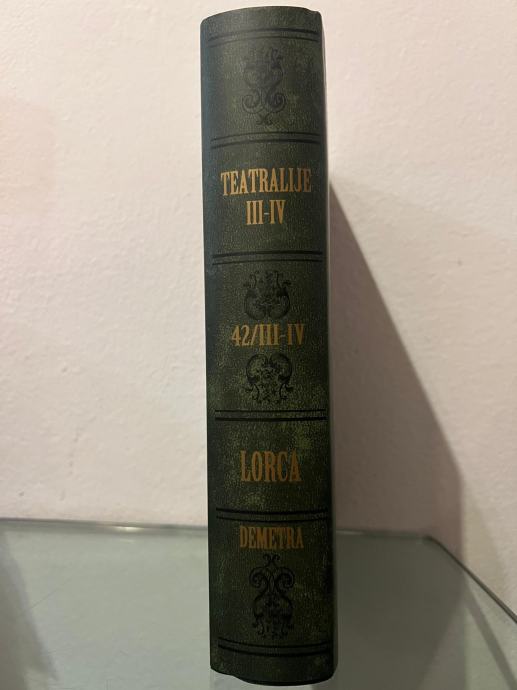 TEATRALIJE
III-IV
42/III-IV
LORCA
DEMETRA